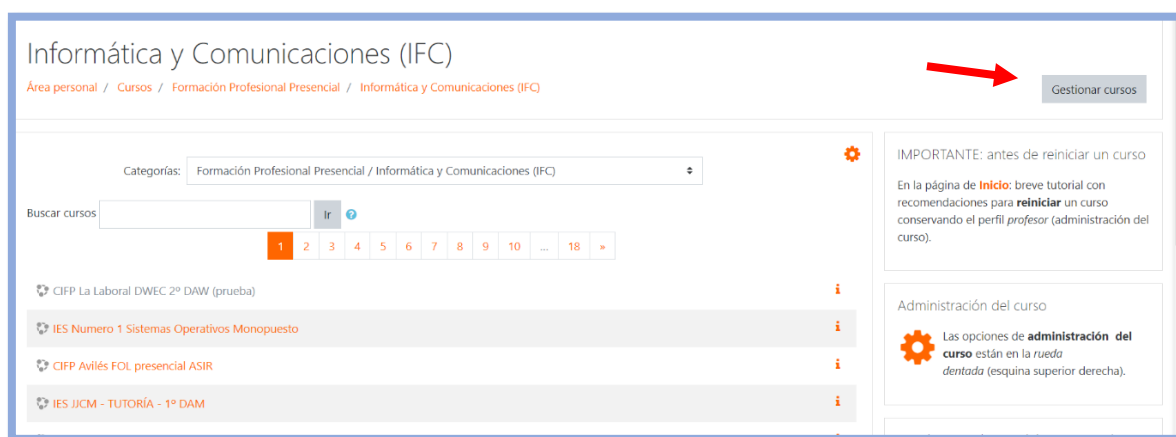 Informática y Comunicaciones (IFC)
Área personal / Cursos / Formación Profesional Presencial / Informática y Comunicaciones (IFC)
Gestionar cursos
Categorías: Formación Profesional Presencial / Informática y Comunicaciones (IFC)
Buscar cursos Ir
1 2 3 4 5 6 7 8 9 10 ... 18 »
CIFP La Laboral DWEC 2º DAW (prueba)
IES Numero 1 Sistemas Operativos Monopuesto
CIFP Avilés FOL presencial ASIR
IES JJCM - TUTORÍA - 1º DAM
IMPORTANTE: antes de reiniciar un curso
En la página de Inicio: breve tutorial con
recomendaciones para reiniciar un curso
conservando el perfil profesor (administración del
curso).
Administración del curso
Las opciones de administración del
curso están en la rueda
dentada (esquina superior derecha).